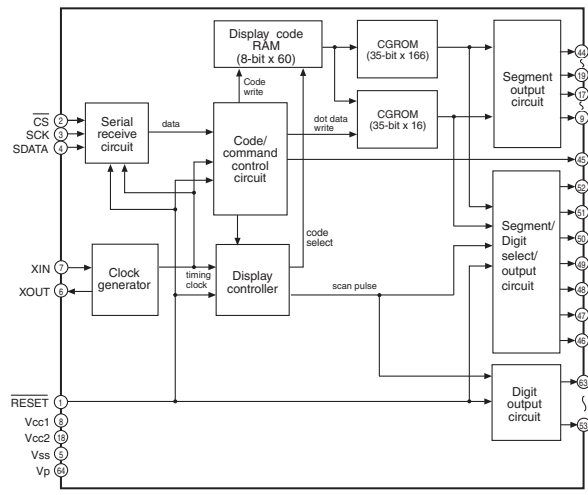 Display code
RAM
(8-bit x 60)
CGROM
(35-bit x 166)
Segment
output
circuit
44
19
17
9
Code
write
CS
2
SCK
3
SDATA
4
Serial
receive
circuit
data
Code/
command
control
circuit
dot data
write
CGROM
(35-bit x 16)
45
52
51
50
49
48
47
46
Segment/
Digit
select/
output
circuit
code
select
XIN
7
XOUT
6
Clock
generator
timing
clock
Display
controller
scan pulse
RESET
1
Vcc1
8
Vcc2
18
Vss
5
Vp
64
Digit
output
circuit
63
53